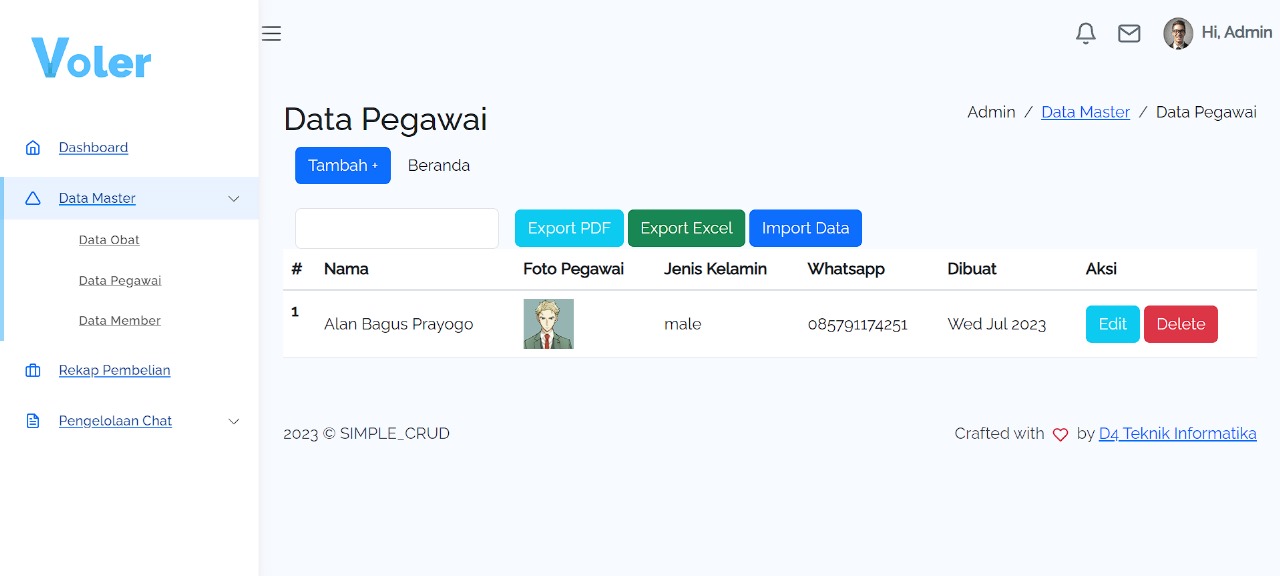 Voler
Hi, Admin
Dashboard
Data Master
Data Obat
Data Pegawai
Data Member
Rekap Pembelian
Pengelolaan Chat
Data Pegawai
Admin / Data Master / Data Pegawai
Tambah + Beranda
Export PDF Export Excel Import Data
# Nama Foto Pegawai Jenis Kelamin Whatsapp Dibuat Aksi
1 Alan Bagus Prayogo male 085791174251 Wed Jul 2023 Edit Delete
2023 © SIMPLE_CRUD
Crafted with ♡ by D4 Teknik Informatika